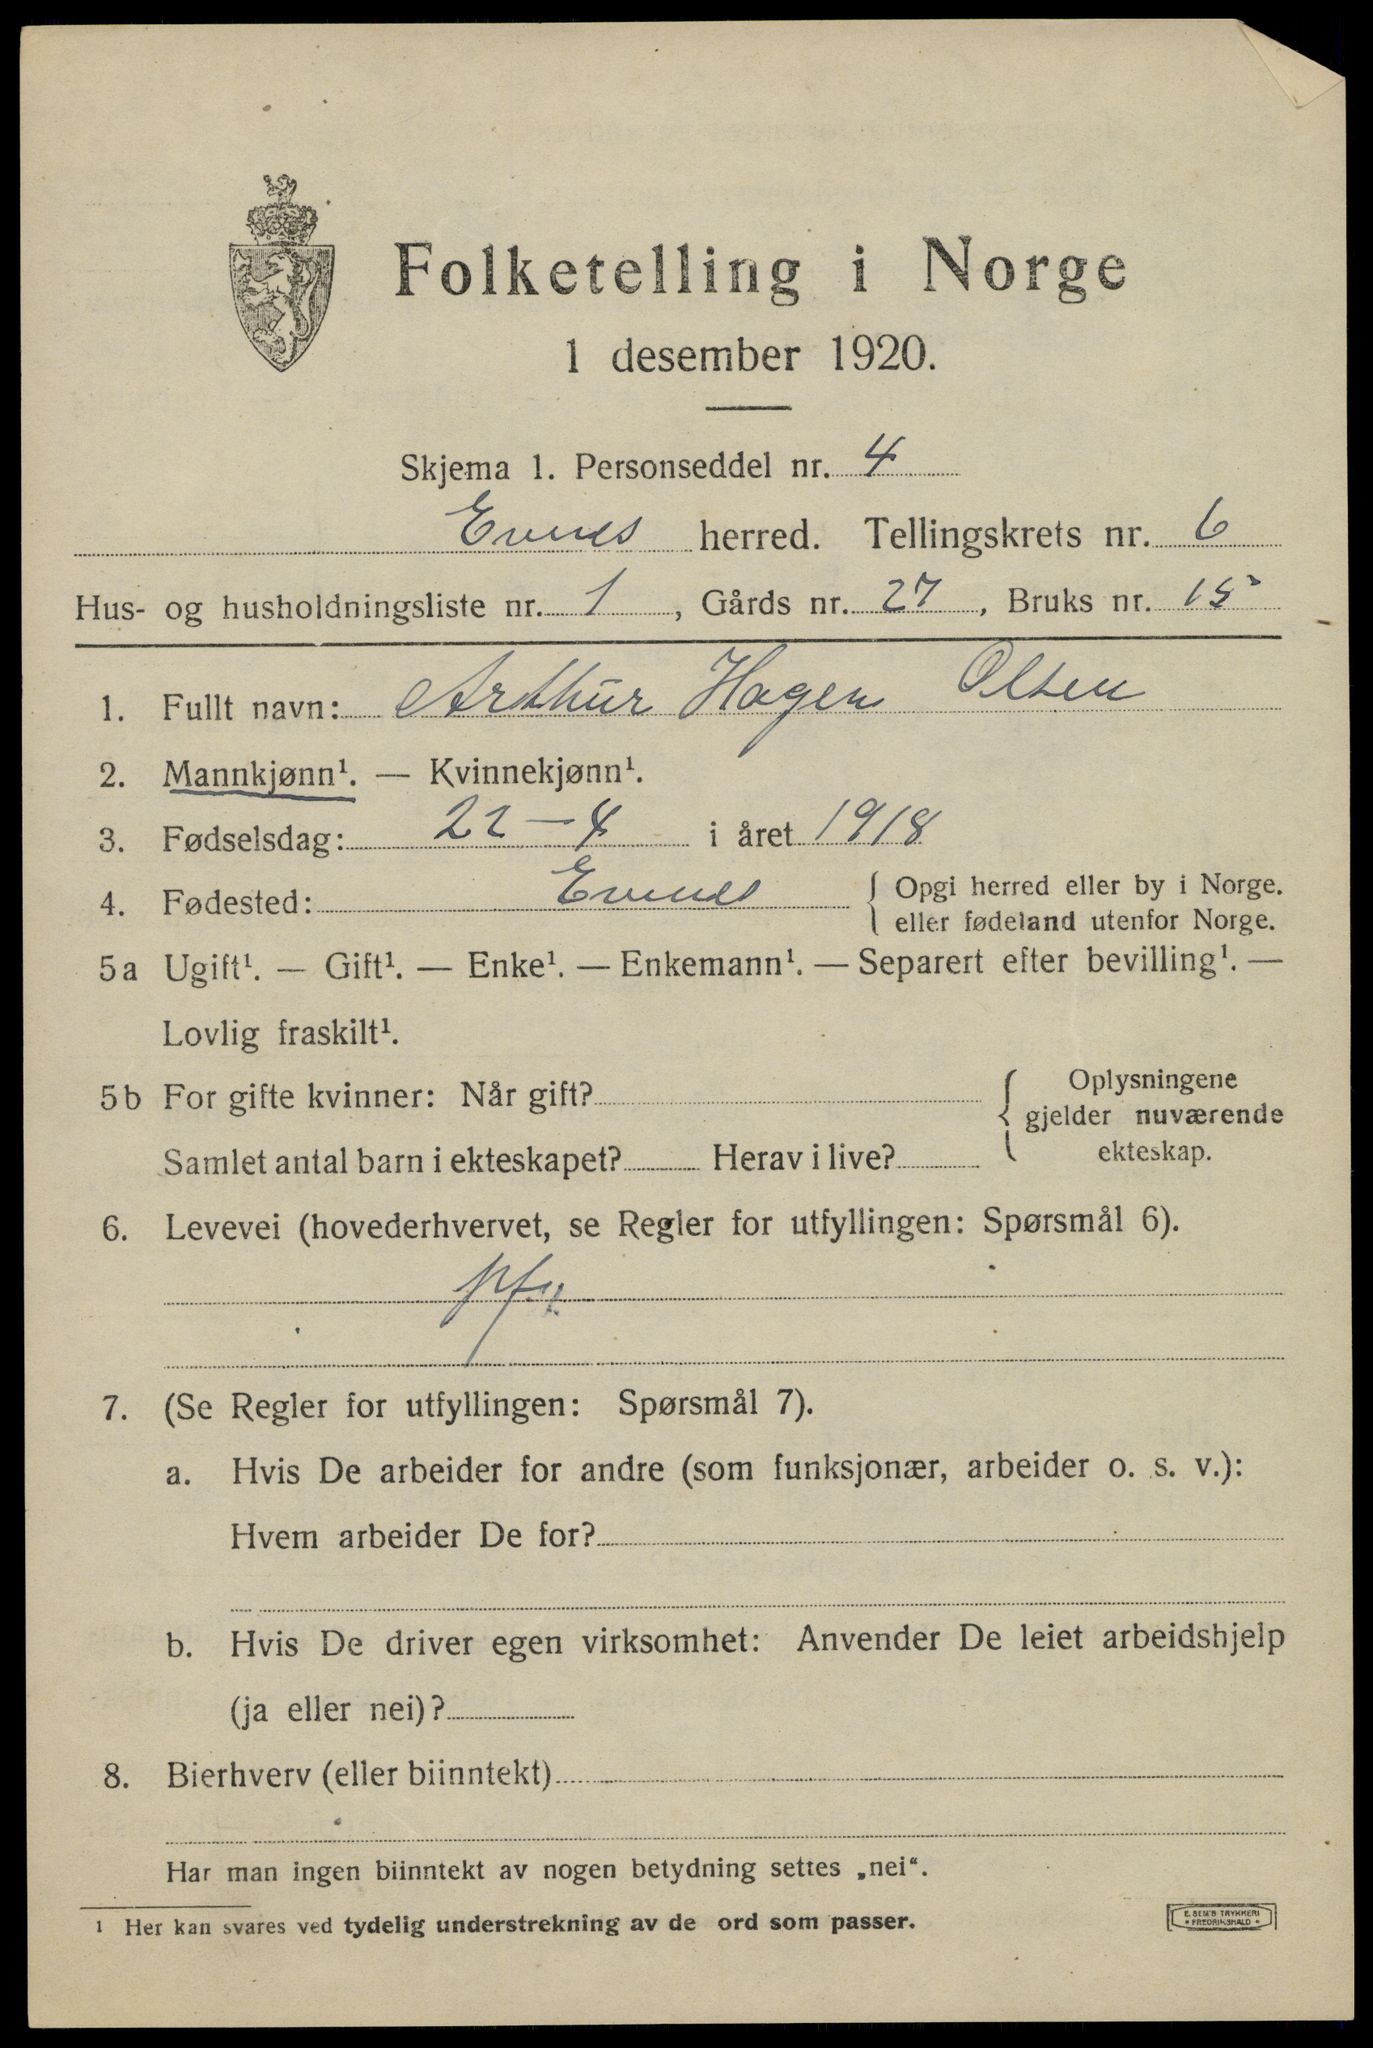 Folketelling i Norge
1 desember 1920.
Skjema 1. Personseddel nr. 4
Evenes herred. Tellingskrets nr. 6
Hus- og husholdningsliste nr. 1, Gårds nr. 27, Bruks nr. 15
1. Fullt navn: Arthur Hagen Olsen
2. Mannkjønn¹. — Kvinnekjønn¹.
3. Fødselsdag: 22-4 i året 1918
4. Fødested: Evenes { Opgi herred eller by i Norge.
eller fødeland utenfor Norge.
5a Ugift¹. — Gift¹. — Enke¹. — Enkemann¹. — Separert efter bevilling¹. —
Lovlig fraskilt¹.
5b For gifte kvinner: Når gift? { Oplysningene
gjelder nuværende
Samlet antal barn i ekteskapet? Herav i live? ekteskap.
6. Levevei (hovederhvervet, se Regler for utfyllingen: Spørsmål 6).
7. (Se Regler for utfyllingen: Spørsmål 7).
a. Hvis De arbeider for andre (som funksjonær, arbeider o. s. v.):
Hvem arbeider De for?
b. Hvis De driver egen virksomhet: Anvender De leiet arbeidshjelp
(ja eller nei)?
8. Bierhverv (eller biinntekt)
Har man ingen biinntekt av nogen betydning settes „nei“.
1 Her kan svares ved tydelig understrekning av de ord som passer.
E. SEM'S TRYKKERI
FREDRIKSHALD